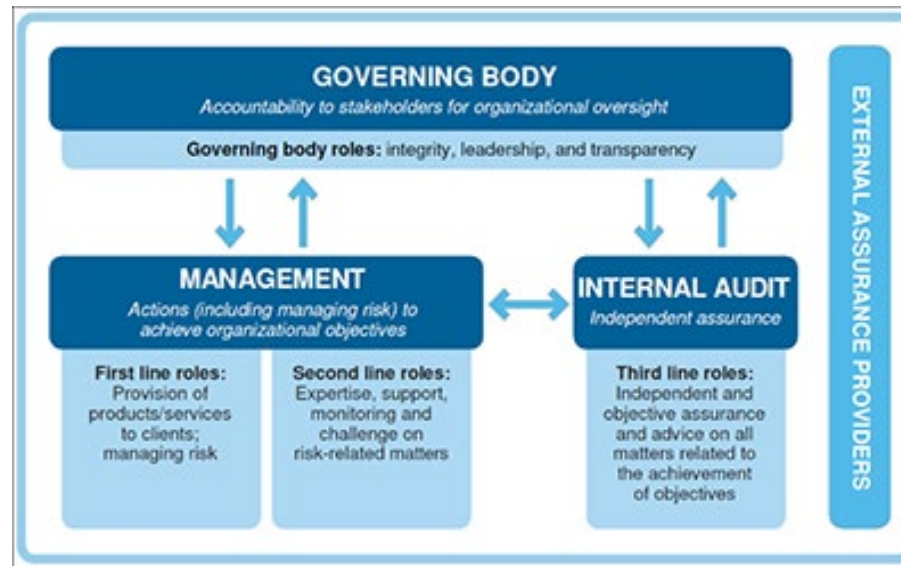 GOVERNING BODY
Accountability to stakeholders for organizational oversight
Governing body roles: integrity, leadership, and transparency
MANAGEMENT
Actions (including managing risk) to
achieve organizational objectives
First line roles:
Provision of
products/services
to clients;
managing risk
Second line roles:
Expertise, support,
monitoring and
challenge on
risk-related matters
INTERNAL AUDIT
Independent assurance
Third line roles:
Independent and
objective assurance
and advice on all
matters related to
the achievement
of objectives
EXTERNAL ASSURANCE PROVIDERS